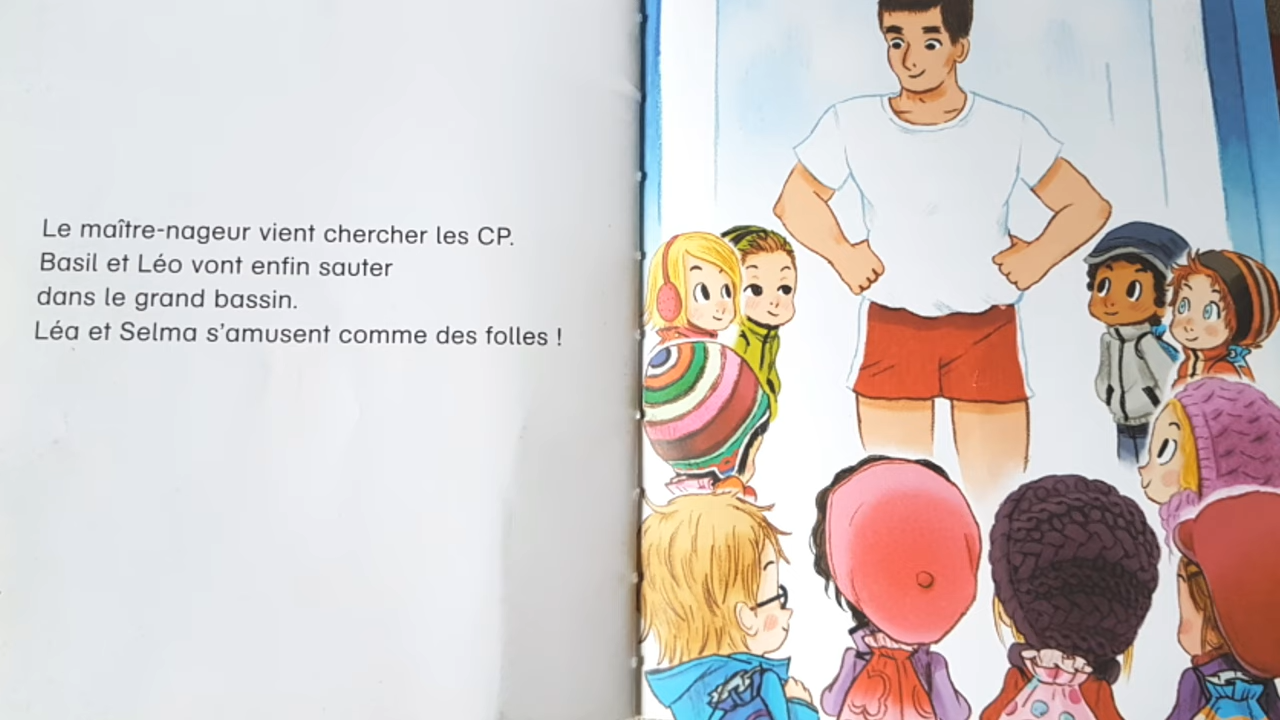 Le maître-nageur vient chercher les CP.
Basil et Léo vont enfin sauter
dans le grand bassin.
Léa et Selma s'amusent comme des folles !